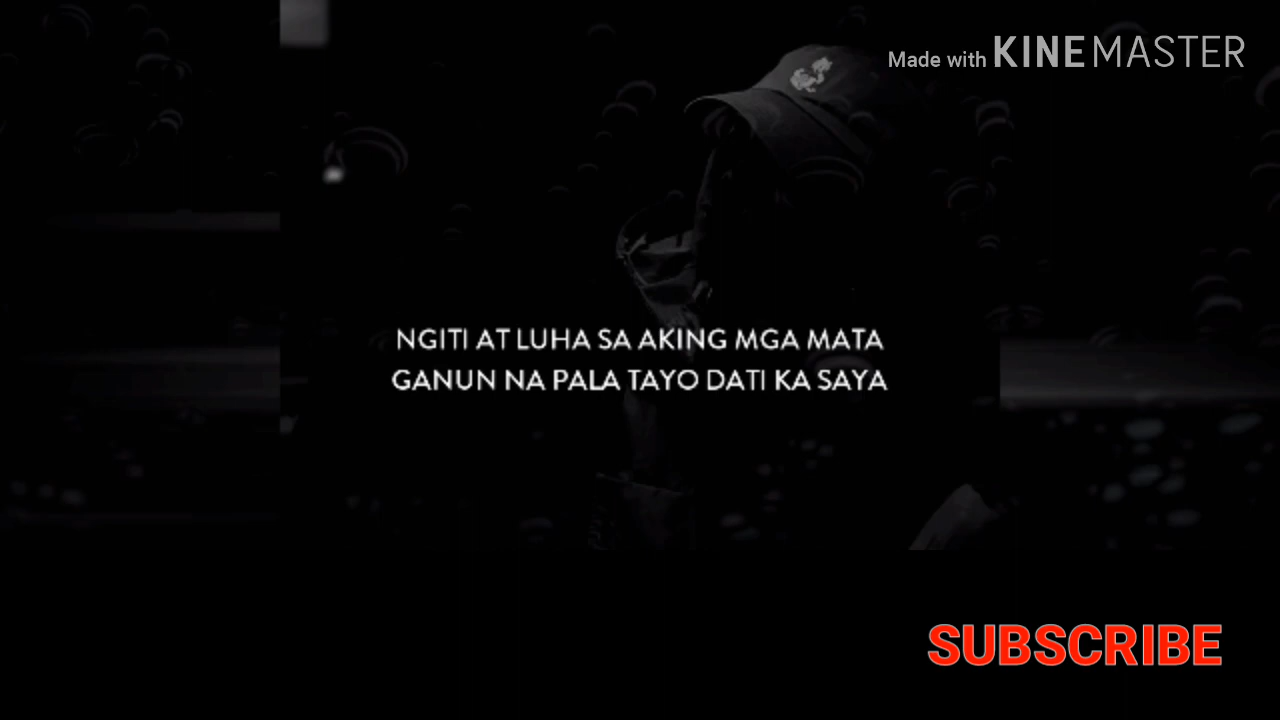 Made with KINEMASTER
NGITI AT LUHA SA AKING MGA MATA
GANUN NA PALA TAYO DATI KA SAYA
SUBSCRIBE